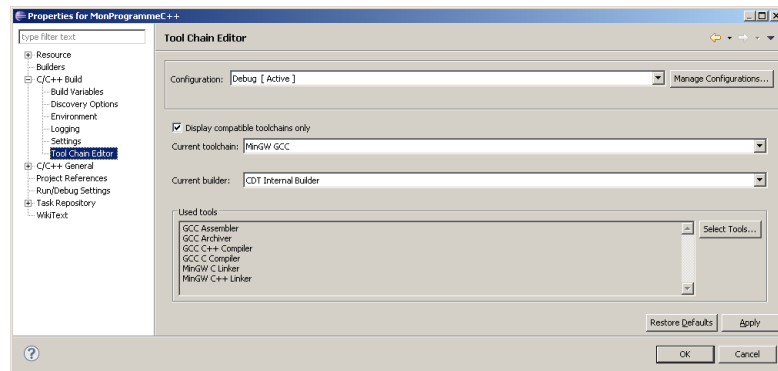 Properties for MonProgrammeC++
type filter text
Tool Chain Editor
Resource
Builders
C/C++ Build
Build Variables
Discovery Options
Environment
Logging
Settings
Tool Chain Editor
C/C++ General
Project References
Run/Debug Settings
Task Repository
WikiText
Configuration: Debug [ Active ] Manage Configurations...
Display compatible toolchains only
Current toolchain: MinGW GCC
Current builder: CDT Internal Builder
Used tools
GCC Assembler
GCC Archiver
GCC C++ Compiler
GCC C Compiler
MinGW C Linker
MinGW C++ Linker
Select Tools...
Restore Defaults Apply
? OK Cancel